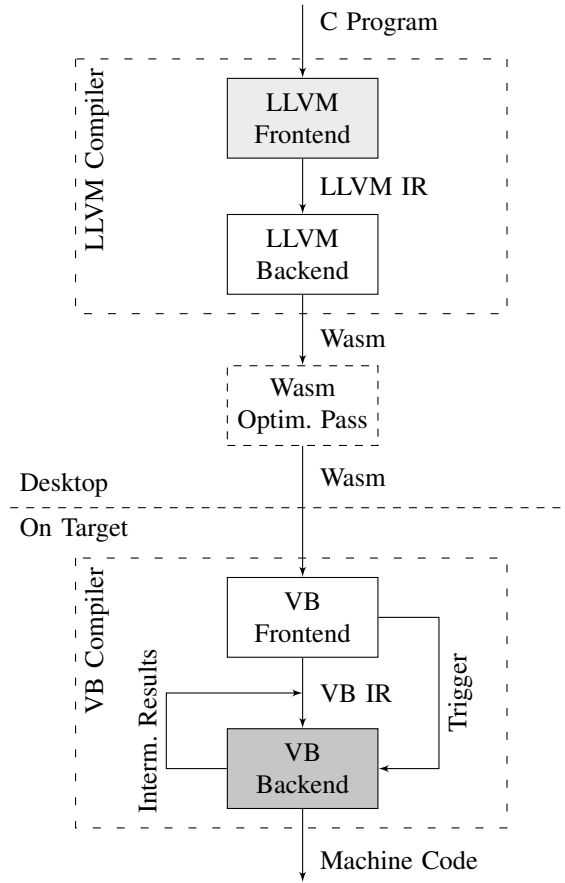 C Program
LLVM Compiler
LLVM
Frontend
LLVM IR
LLVM
Backend
Wasm
Wasm
Optim. Pass
Wasm
Desktop
On Target
VB Compiler
VB
Frontend
Interm. Results
VB IR
Trigger
VB
Backend
Machine Code